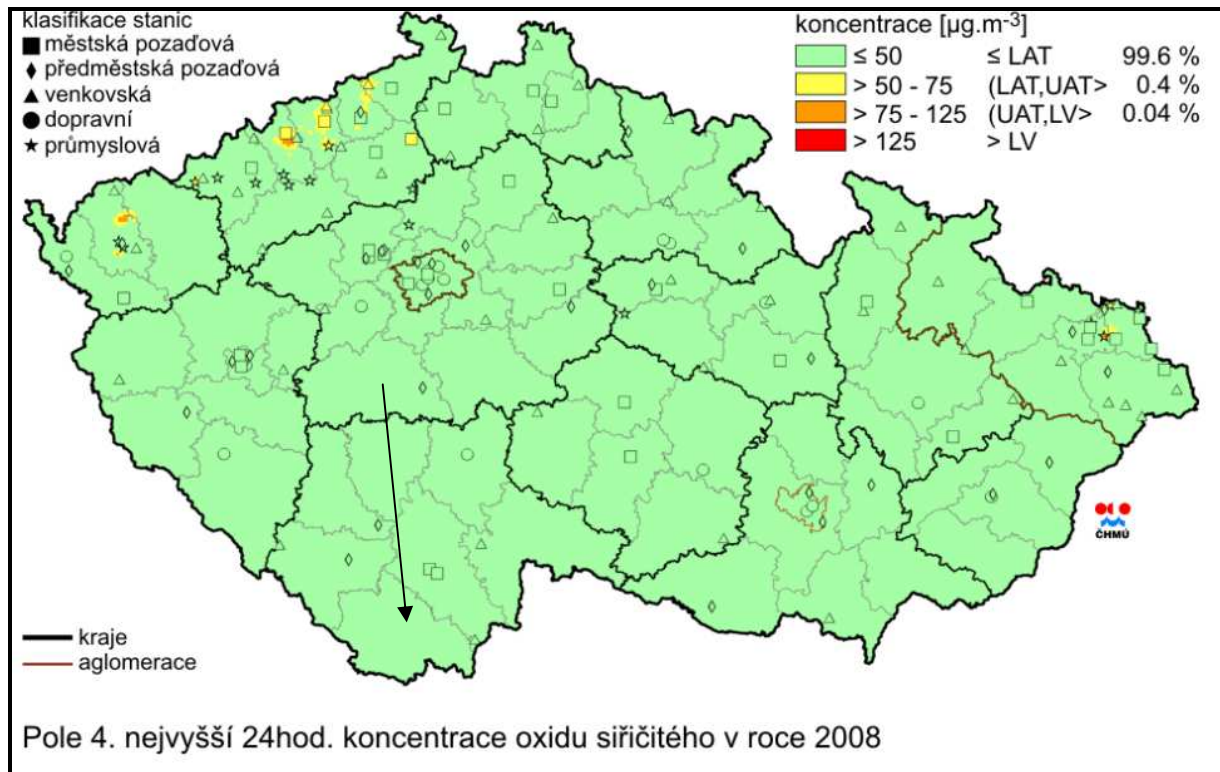 klasifikace stanic
městská pozaďová
předměstská pozaďová
venkovská
dopravní
průmyslová
koncentrace [µg.m-3]
≤ 50 ≤ LAT 99.6 %
> 50 - 75 (LAT,UAT> 0.4 %
> 75 - 125 (UAT,LV> 0.04 %
> 125 > LV
ČHMÚ
kraje
aglomerace
Pole 4. nejvyšší 24hod. koncentrace oxidu siřičitého v roce 2008